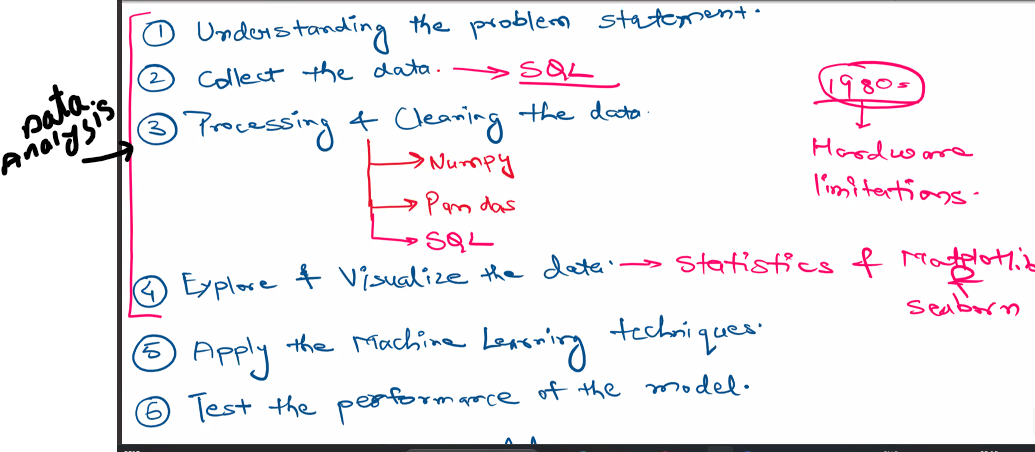 ① Understanding the problem statement.
② Collect the data. → SQL
1980s
Data
Analysis →
③ Processing & Cleaning the data.
Hardware
limitations.
→ Numpy
→ Pandas
→ SQL
④ Explore & Visualize the data. → Statistics & Matplotlib
&
Seaborn
⑤ Apply the Machine Learning techniques.
⑥ Test the performance of the model.